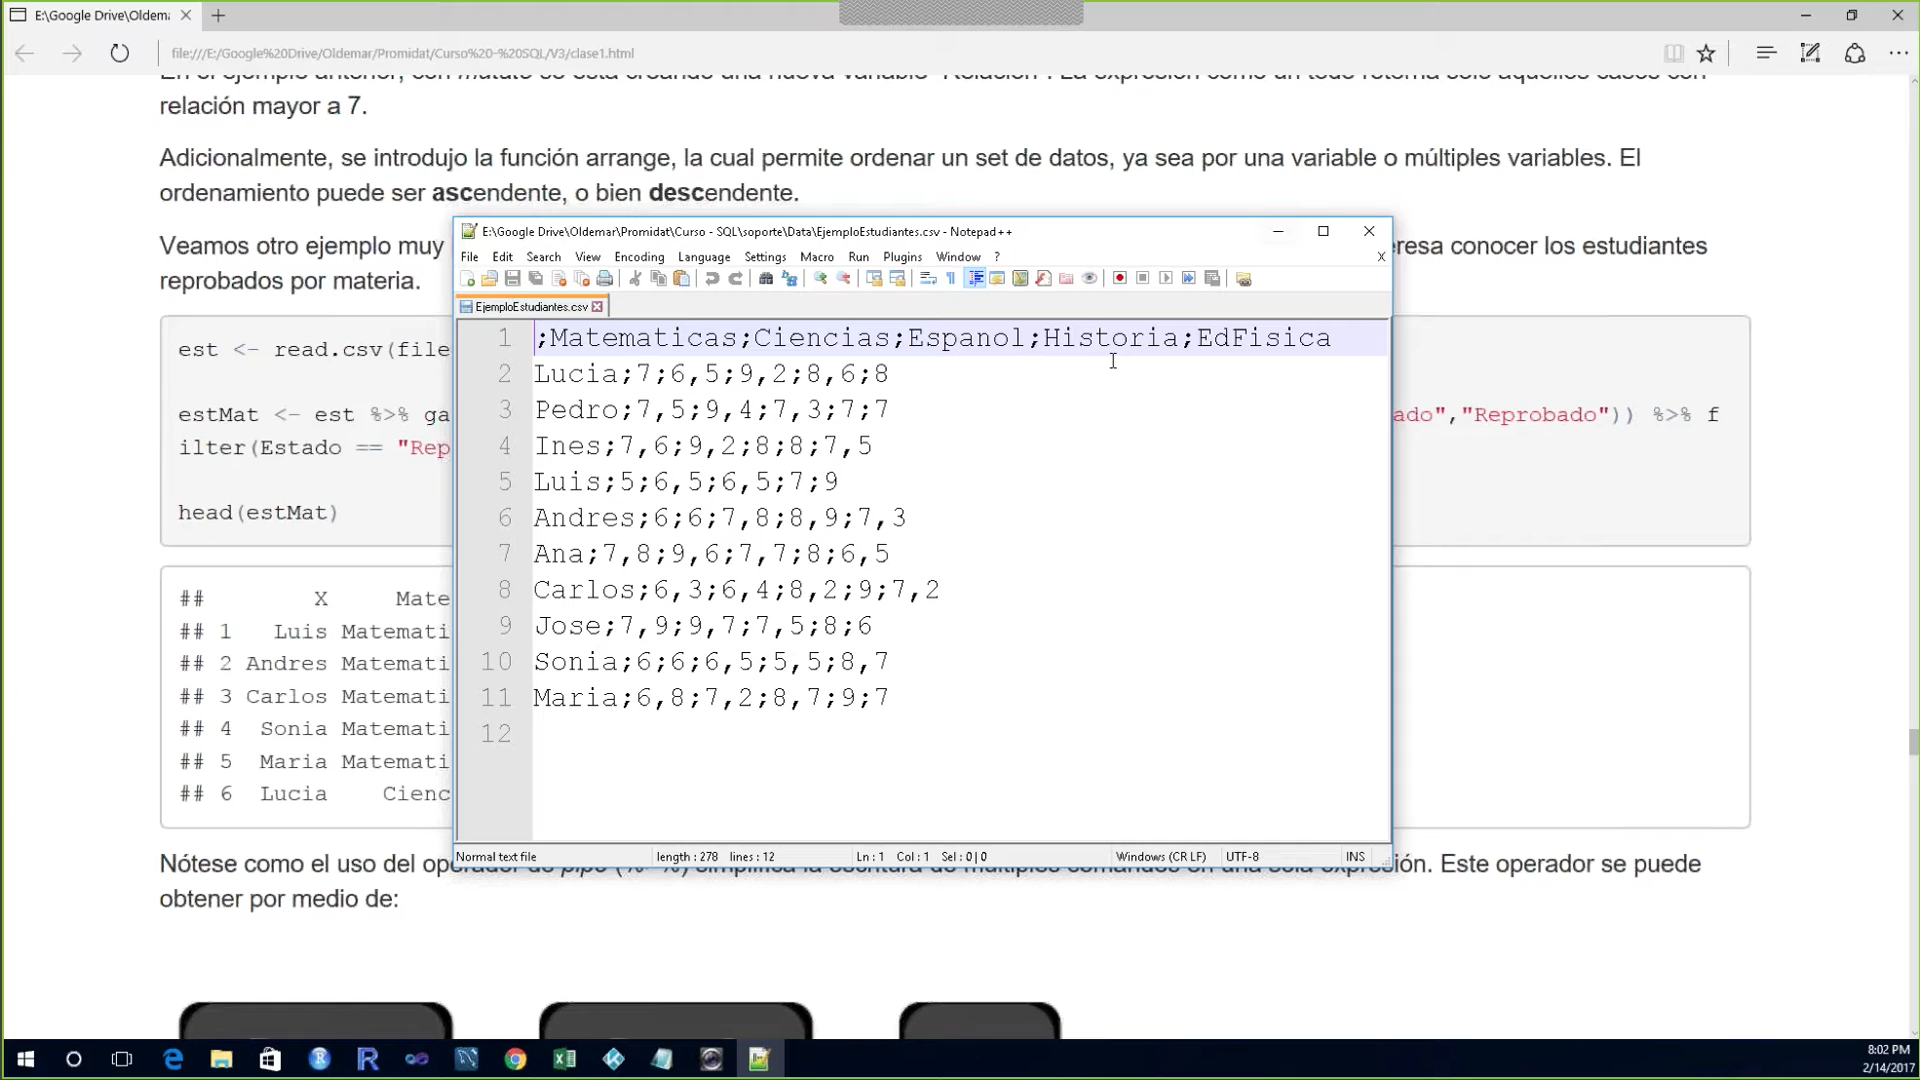 E:\Google Drive\Oldema
file:///E:/Google%20Drive/Oldemar/Promidat/Curso%20-%20SQL/V3/clase1.html
relación mayor a 7.
Adicionalmente, se introdujo la función arrange, la cual permite ordenar un set de datos, ya sea por una variable o múltiples variables. El
ordenamiento puede ser ascendente, o bien descendente.
Veamos otro ejemplo muy
eresa conocer los estudiantes
reprobados por materia.
est <- read.csv(file
estMat <- est %>% ga
ado","Reprobado")) %>% f
ilter(Estado == "Rep
head(estMat)
## X Mate
## 1 Luis Matemati
## 2 Andres Matemati
## 3 Carlos Matemati
## 4 Sonia Matemati
## 5 Maria Matemati
## 6 Lucia Cienc
E:\Google Drive\Oldemar\Promidat\Curso - SQL\soporte\Data\EjemploEstudiantes.csv - Notepad++
File Edit Search View Encoding Language Settings Macro Run Plugins Window ? X
EjemploEstudiantes.csv
1 ;Matematicas;Ciencias;Espanol;Historia;EdFisica
2 Lucia;7;6,5;9,2;8,6;8
3 Pedro;7,5;9,4;7,3;7;7
4 Ines;7,6;9,2;8;8;7,5
5 Luis;5;6,5;6,5;7;9
6 Andres;6;6;7,8;8,9;7,3
7 Ana;7,8;9,6;7,7;8;6,5
8 Carlos;6,3;6,4;8,2;9;7,2
9 Jose;7,9;9,7;7,5;8;6
10 Sonia;6;6;6,5;5,5;8,7
11 Maria;6,8;7,2;8,7;9;7
12
Normal text file length : 278 lines : 12 Ln : 1 Col : 1 Sel : 0 | 0 Windows (CR LF) UTF-8 INS
Nótese como el uso del ope
ión. Este operador se puede
obtener por medio de:
8:02 PM
2/14/2017